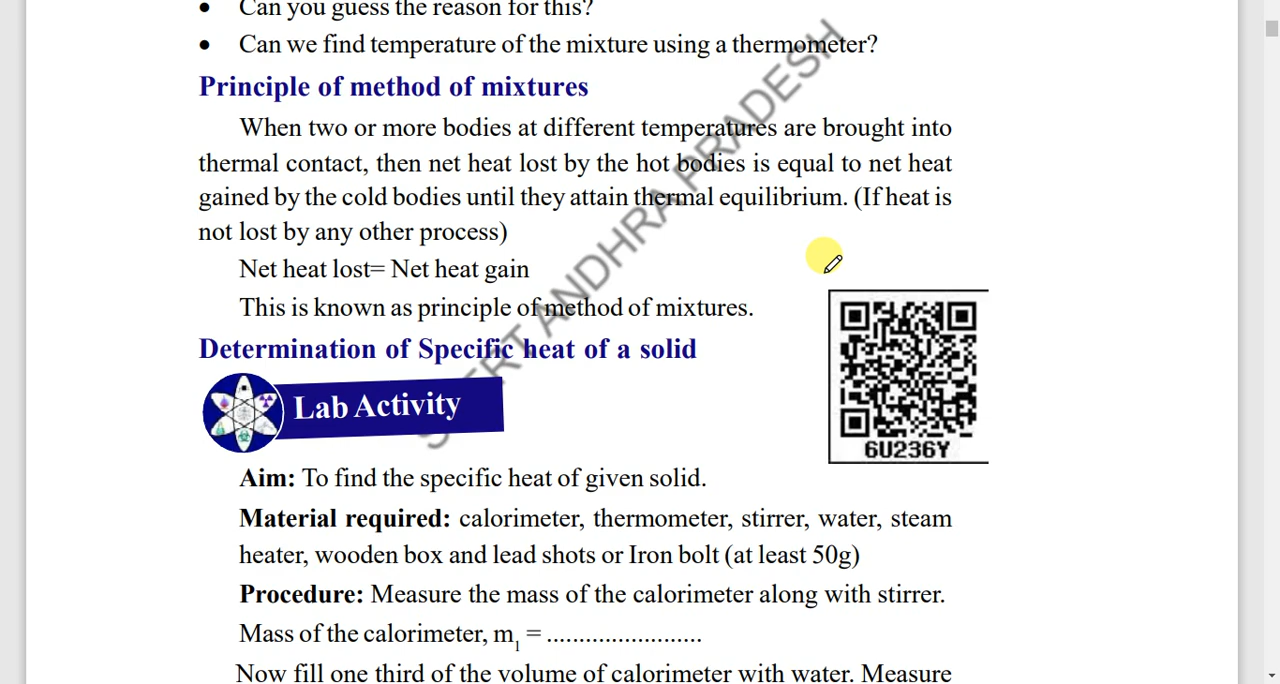 • Can you guess the reason for this?
• Can we find temperature of the mixture using a thermometer?
Principle of method of mixtures
When two or more bodies at different temperatures are brought into
thermal contact, then net heat lost by the hot bodies is equal to net heat
gained by the cold bodies until they attain thermal equilibrium. (If heat is
not lost by any other process)
Net heat lost= Net heat gain
This is known as principle of method of mixtures.
Determination of Specific heat of a solid
Lab Activity
6U236Y
Aim: To find the specific heat of given solid.
Material required: calorimeter, thermometer, stirrer, water, steam
heater, wooden box and lead shots or Iron bolt (at least 50g)
Procedure: Measure the mass of the calorimeter along with stirrer.
Mass of the calorimeter, m₁ = ........................
Now fill one third of the volume of calorimeter with water. Measure
ANDHRA PRADESH